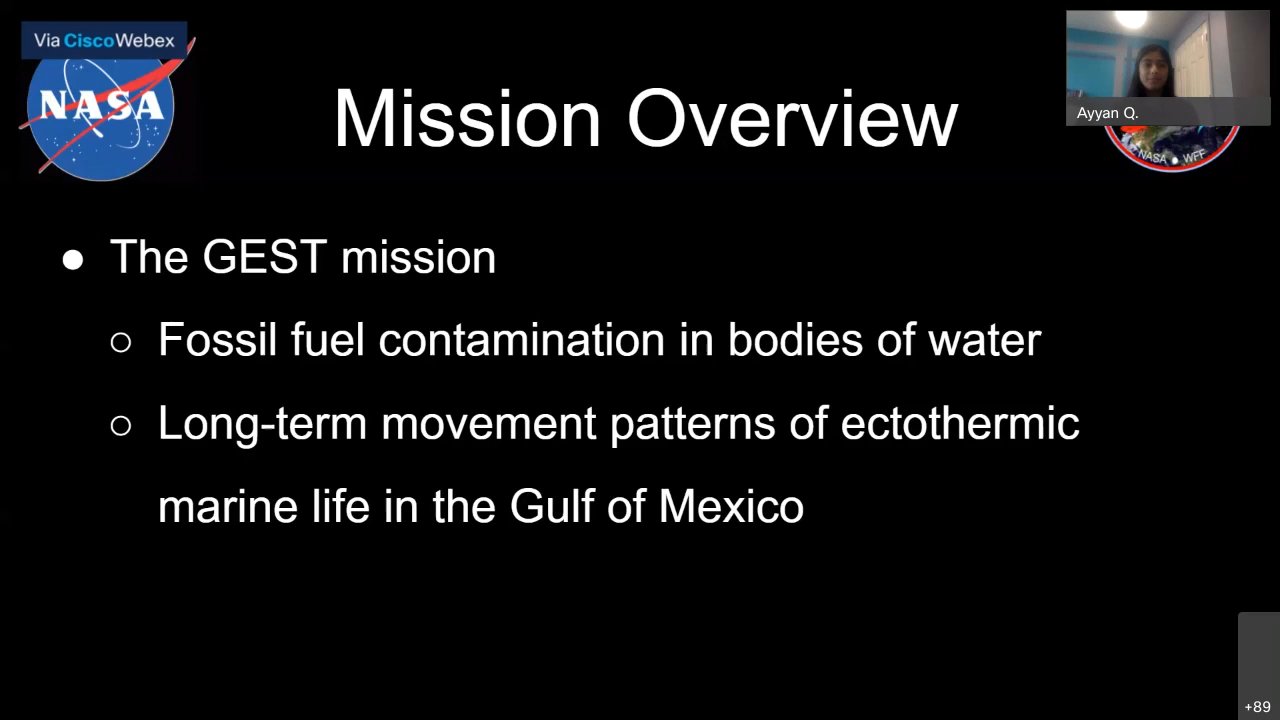 Via Cisco Webex
NASA
Mission Overview
Ayyan Q.
NASA WFF
● The GEST mission
○ Fossil fuel contamination in bodies of water
○ Long-term movement patterns of ectothermic
marine life in the Gulf of Mexico
+89